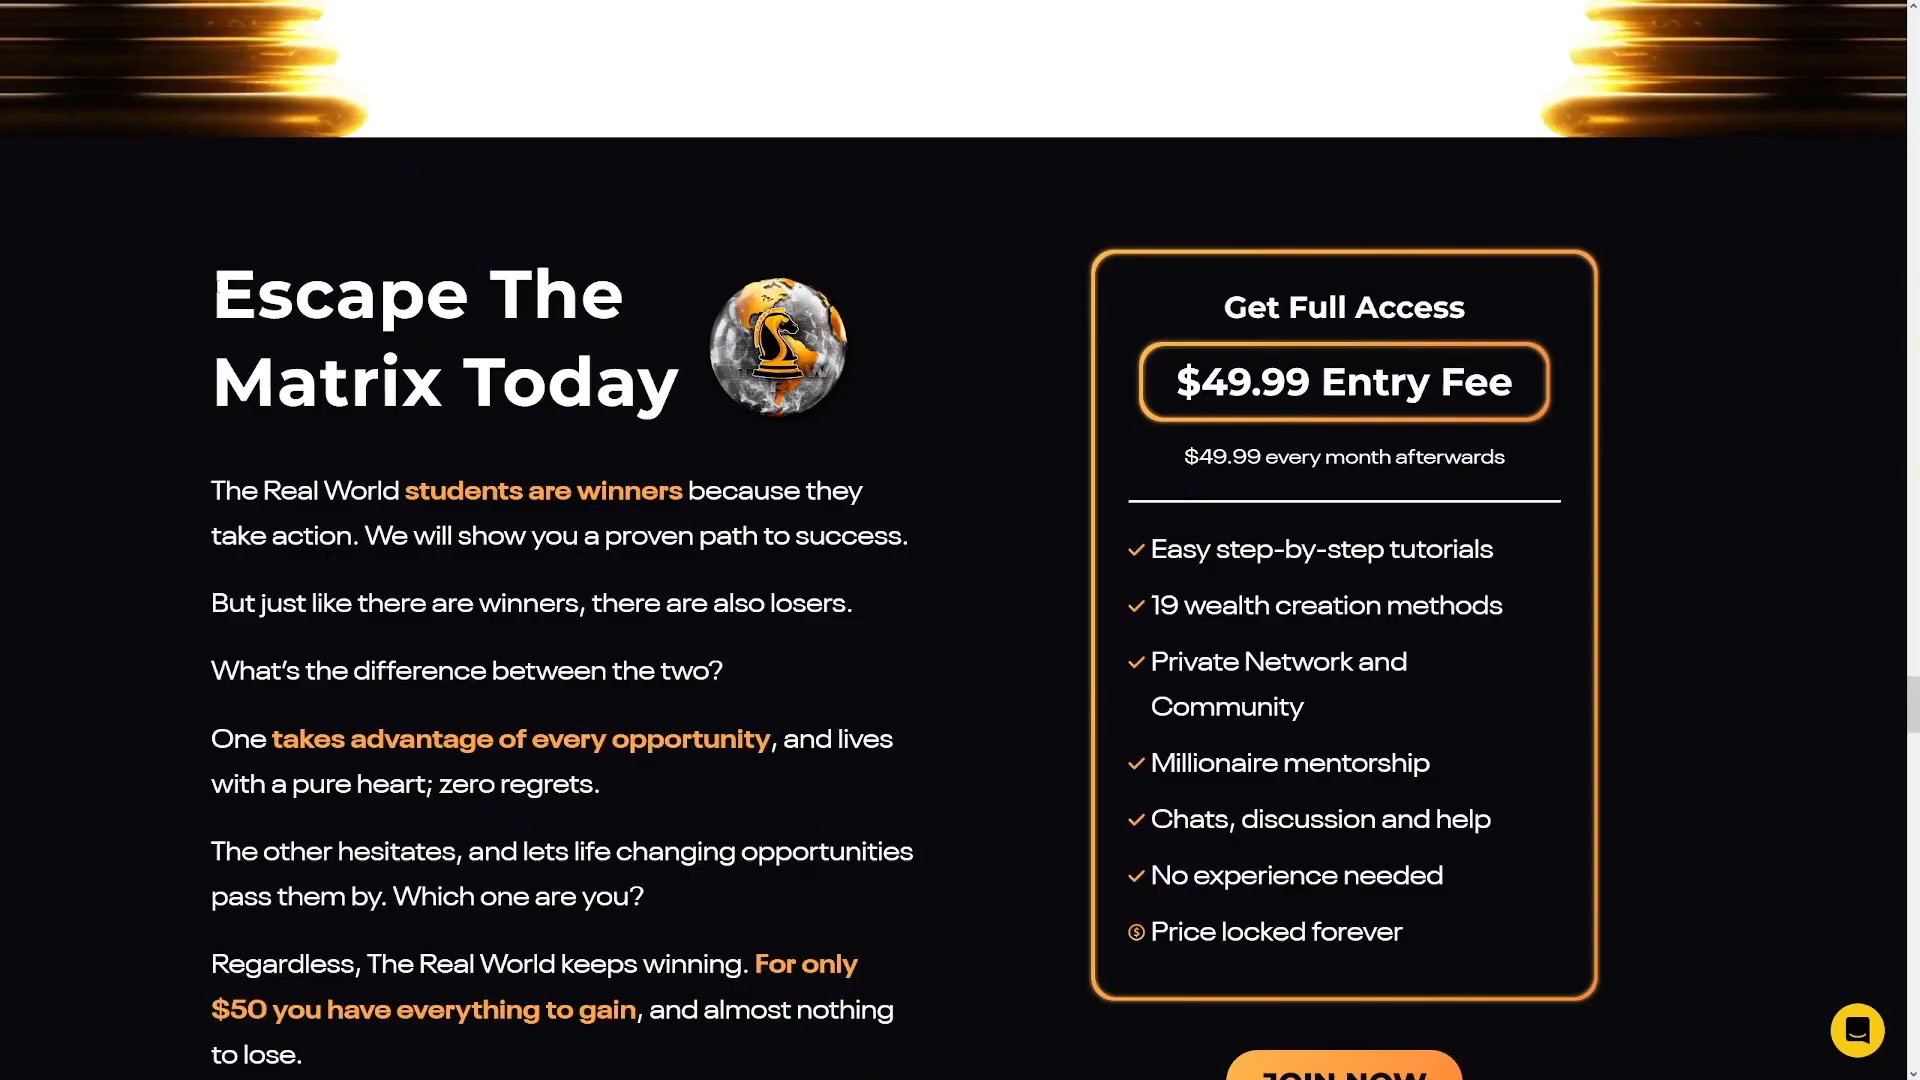 Escape The
Matrix Today
The Real World students are winners because they
take action. We will show you a proven path to success.
But just like there are winners, there are also losers.
What's the difference between the two?
One takes advantage of every opportunity, and lives
with a pure heart; zero regrets.
The other hesitates, and lets life changing opportunities
pass them by. Which one are you?
Regardless, The Real World keeps winning. For only
$50 you have everything to gain, and almost nothing
to lose.
Get Full Access
$49.99 Entry Fee
$49.99 every month afterwards
Easy step-by-step tutorials
19 wealth creation methods
Private Network and
Community
Millionaire mentorship
Chats, discussion and help
No experience needed
Price locked forever
JOIN NOW